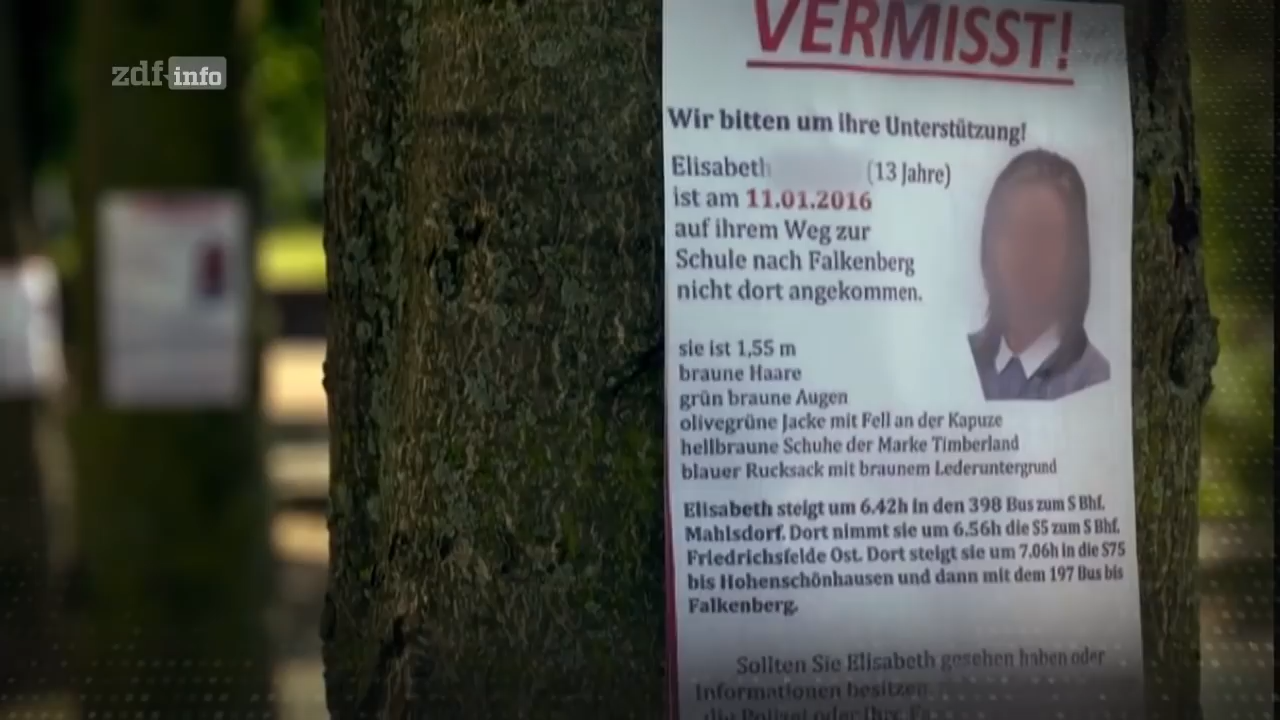 zdf info
VERMISST!
Wir bitten um ihre Unterstützung!
Elisabeth (13 Jahre)
ist am 11.01.2016
auf ihrem Weg zur
Schule nach Falkenberg
nicht dort angekommen.
sie ist 1,55 m
braune Haare
grün braune Augen
olivegrüne Jacke mit Fell an der Kapuze
hellbraune Schuhe der Marke Timberland
blauer Rucksack mit braunem Lederuntergrund
Elisabeth steigt um 6.42h in den 398 Bus zum S Bhf.
Mahlsdorf. Dort nimmt sie um 6.56h die S5 zum S Bhf.
Friedrichsfelde Ost. Dort steigt sie um 7.06h in die S75
bis Hohenschönhausen und dann mit dem 197 Bus bis
Falkenberg.
Sollten Sie Elisabeth gesehen haben oder
Informationen besitzen
die Polizei oder Ihre